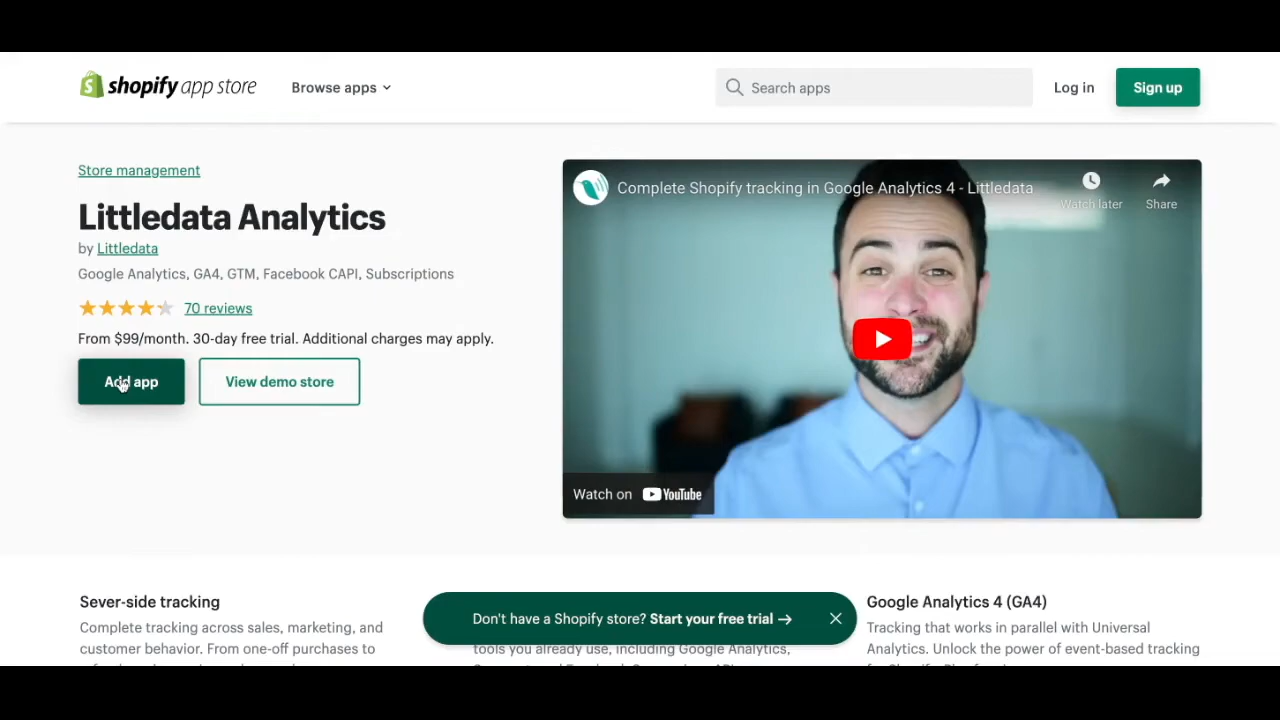 shopify app store
Browse apps
Search apps
Log in
Sign up
Store management
Littledata Analytics
by Littledata
Google Analytics, GA4, GTM, Facebook CAPI, Subscriptions
70 reviews
From $99/month. 30-day free trial. Additional charges may apply.
Add app
View demo store
Complete Shopify tracking in Google Analytics 4 - Littledata
Watch later
Share
Watch on YouTube
Sever-side tracking
Complete tracking across sales, marketing, and
customer behavior. From one-off purchases to
Don't have a Shopify store? Start your free trial →
tools you already use, including Google Analytics,
Google Analytics 4 (GA4)
Tracking that works in parallel with Universal
Analytics. Unlock the power of event-based tracking